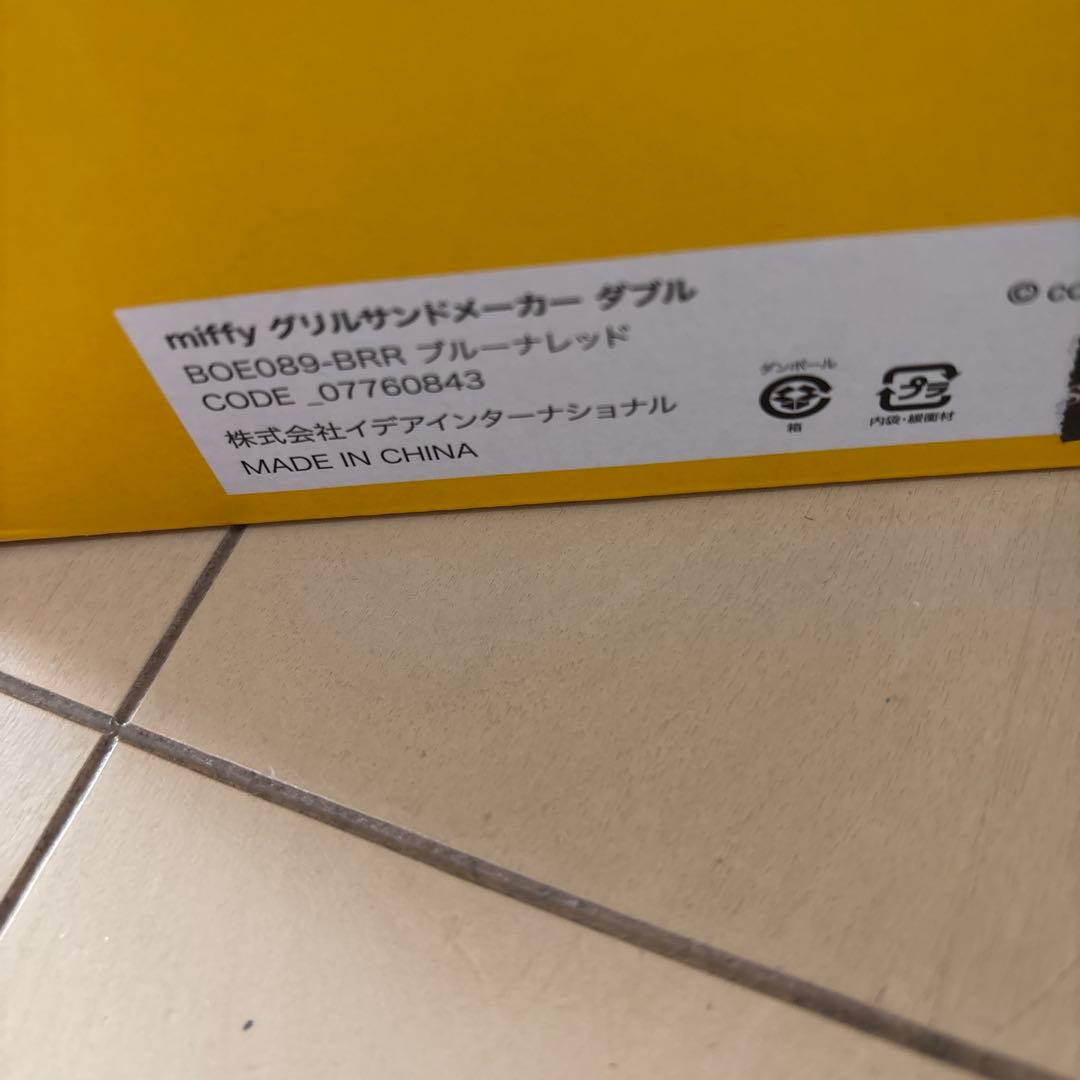 miffy グリルサンドメーカー ダブル
BOE089-BRR ブルーナレッド
CODE _07760843
株式会社イデアインターナショナル
MADE IN CHINA
ダンボール
箱
プラ
内袋・緩衝材
©